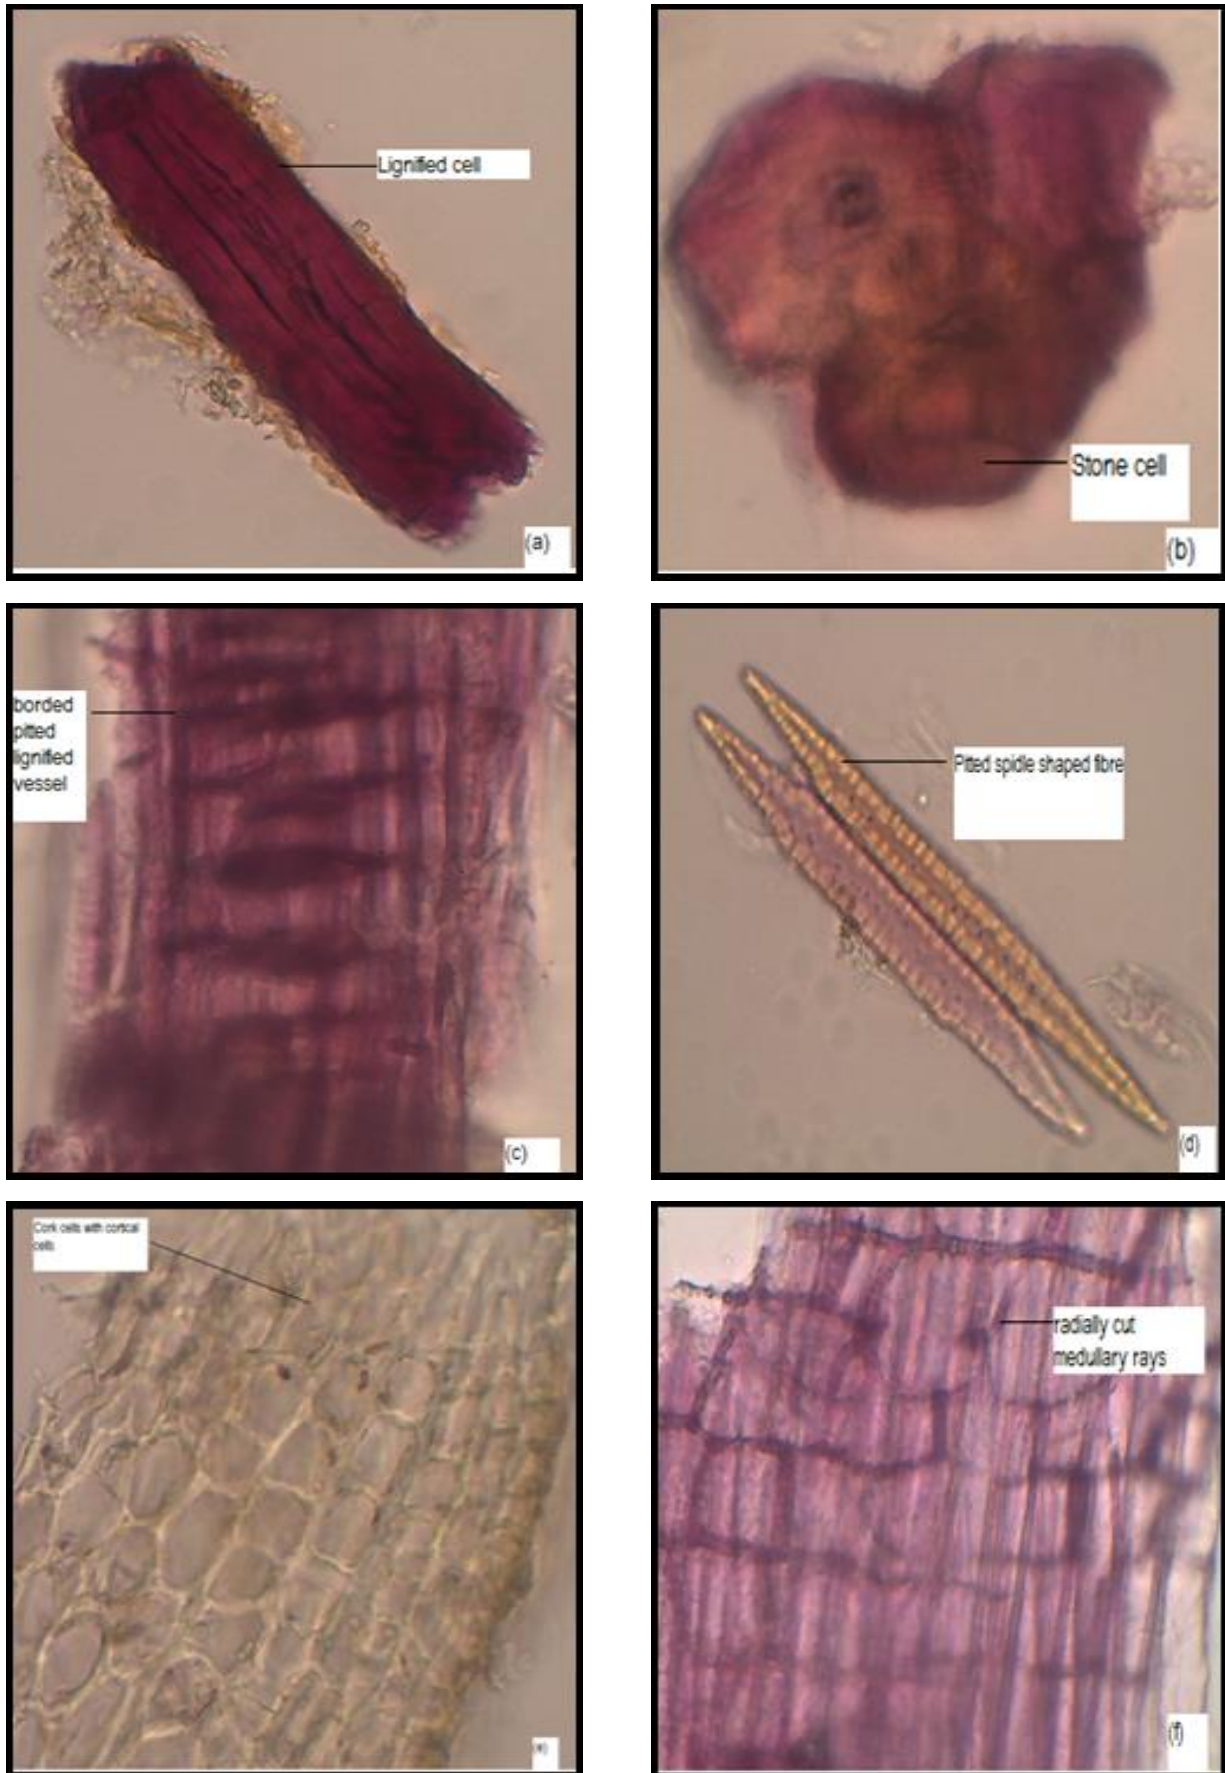 Lignified cell
(a)
Stone cell
(b)
borded
pitted
lignified
vessel
(c)
Pitted spidle shaped fibre
(d)
Cork cells with cortical
cells
(e)
radially cut
medullary rays
(f)